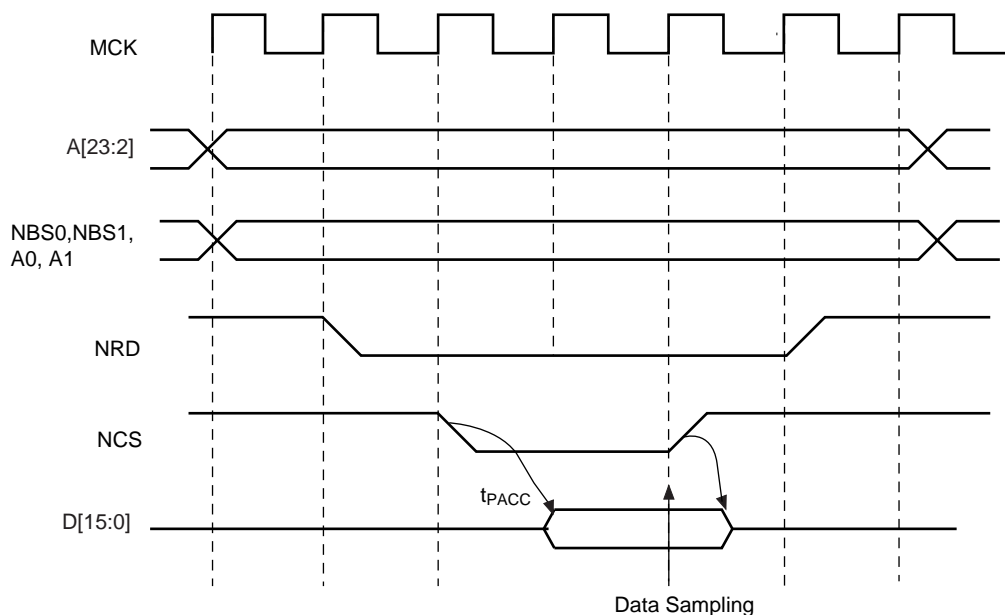 MCK
A[23:2]
NBS0,NBS1,
A0, A1
NRD
NCS
tPACC
D[15:0]
Data Sampling